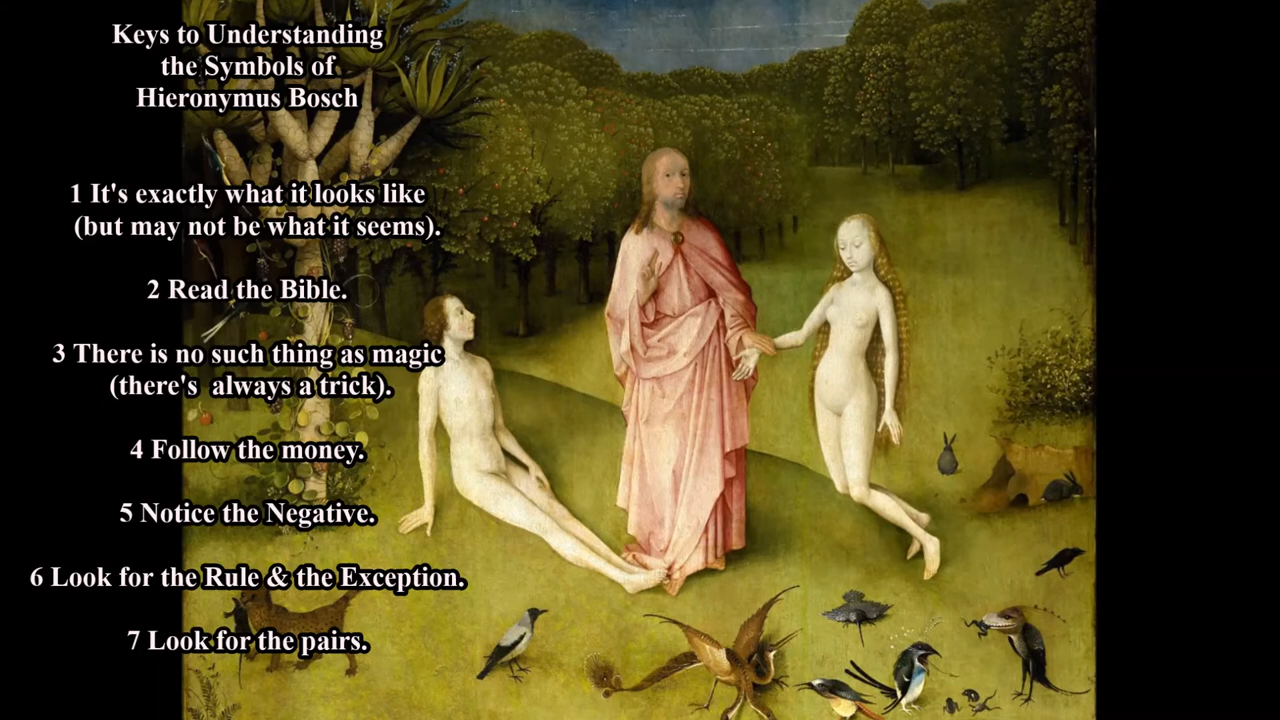 Keys to Understanding
the Symbols of
Hieronymus Bosch
1 It's exactly what it looks like
(but may not be what it seems).
2 Read the Bible.
3 There is no such thing as magic
(there's always a trick).
4 Follow the money.
5 Notice the Negative.
6 Look for the Rule & the Exception.
7 Look for the pairs.